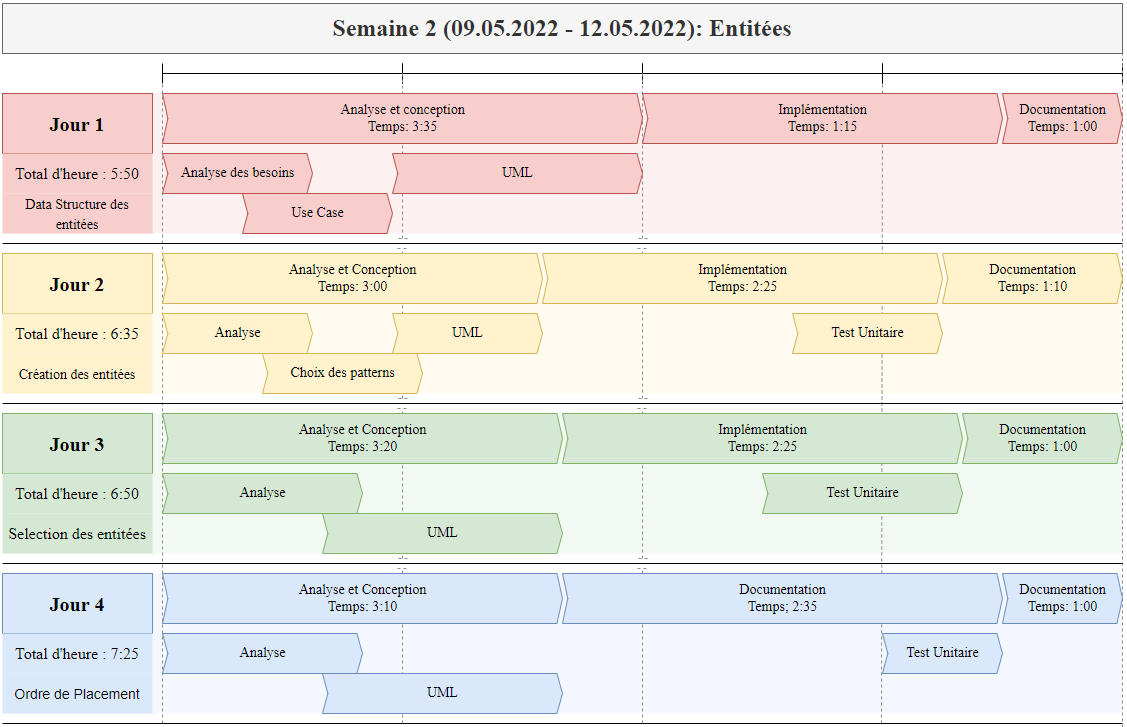 Semaine 2 (09.05.2022 - 12.05.2022): Entitées
Jour 1
Analyse et conception
Temps: 3:35
Implémentation
Temps: 1:15
Documentation
Temps: 1:00
Total d'heure : 5:50
Analyse des besoins
UML
Data Structure des
entitées
Use Case
Jour 2
Analyse et Conception
Temps: 3:00
Implémentation
Temps: 2:25
Documentation
Temps: 1:10
Total d'heure : 6:35
Analyse
UML
Test Unitaire
Création des entitées
Choix des patterns
Jour 3
Analyse et Conception
Temps: 3:20
Implémentation
Temps: 2:25
Documentation
Temps: 1:00
Total d'heure : 6:50
Analyse
Test Unitaire
Selection des entitées
UML
Jour 4
Analyse et Conception
Temps: 3:10
Documentation
Temps; 2:35
Documentation
Temps: 1:00
Total d'heure : 7:25
Analyse
Test Unitaire
Ordre de Placement
UML